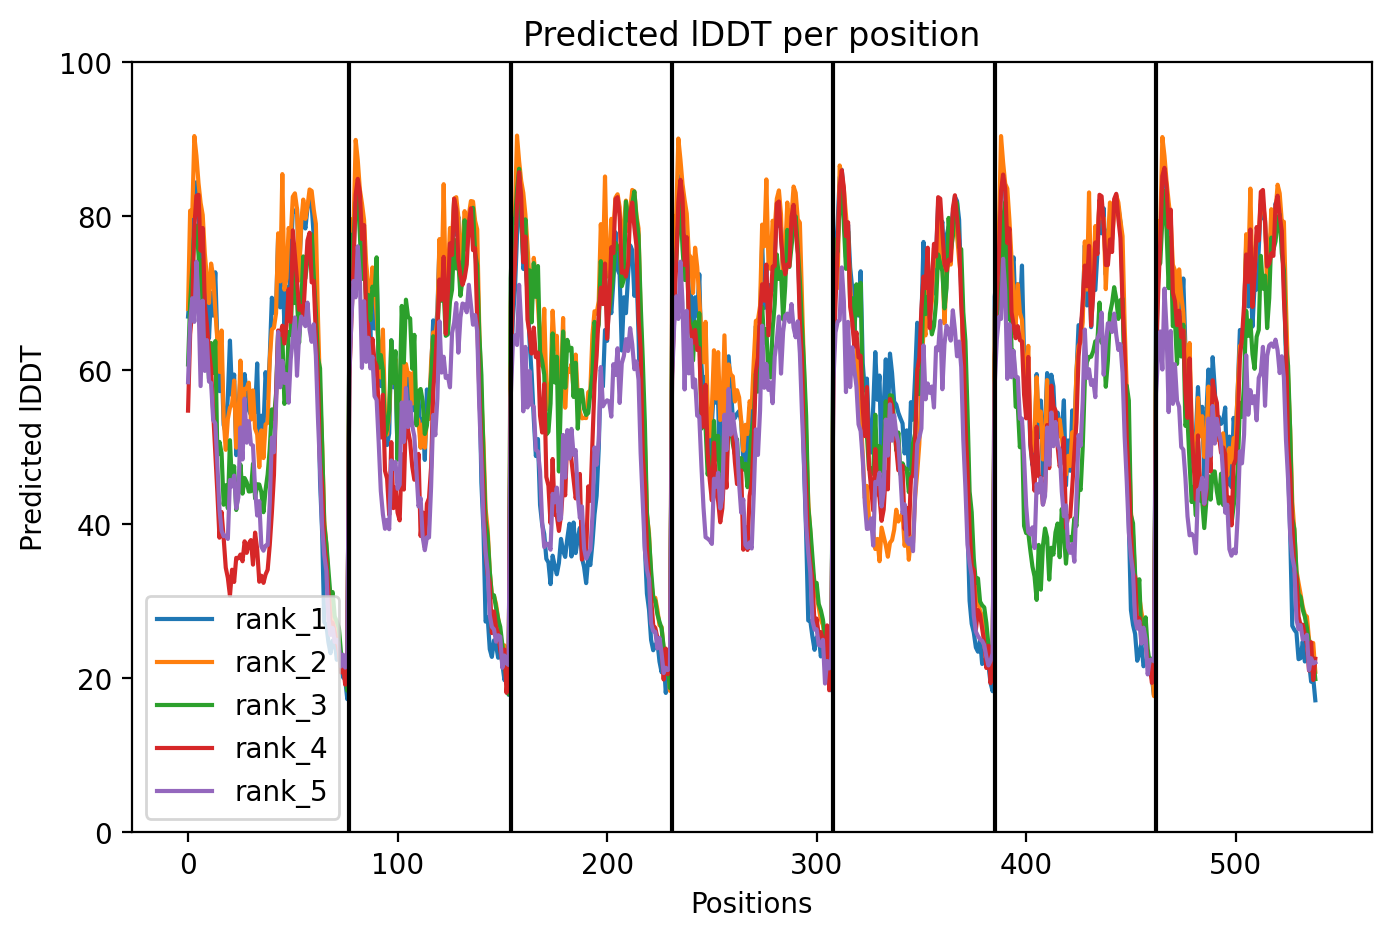 Predicted lDDT per position
Predicted lDDT
100
80
60
40
20
0
rank_1
rank_2
rank_3
rank_4
rank_5
0
100
200
300
400
500
Positions